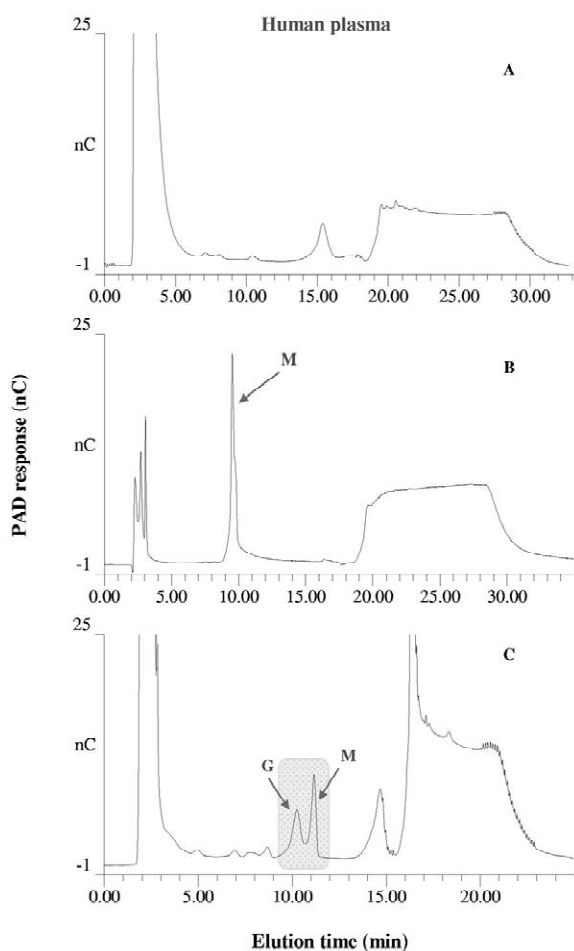 Human plasma
25
A
nC
-1
0.00 5.00 10.00 15.00 20.00 25.00 30.00
25
M
B
nC
-1
0.00 5.00 10.00 15.00 20.00 25.00 30.00
PAD response (nC)
25
C
nC
G
M
-1
0.00 5.00 10.00 15.00 20.00
Elution time (min)